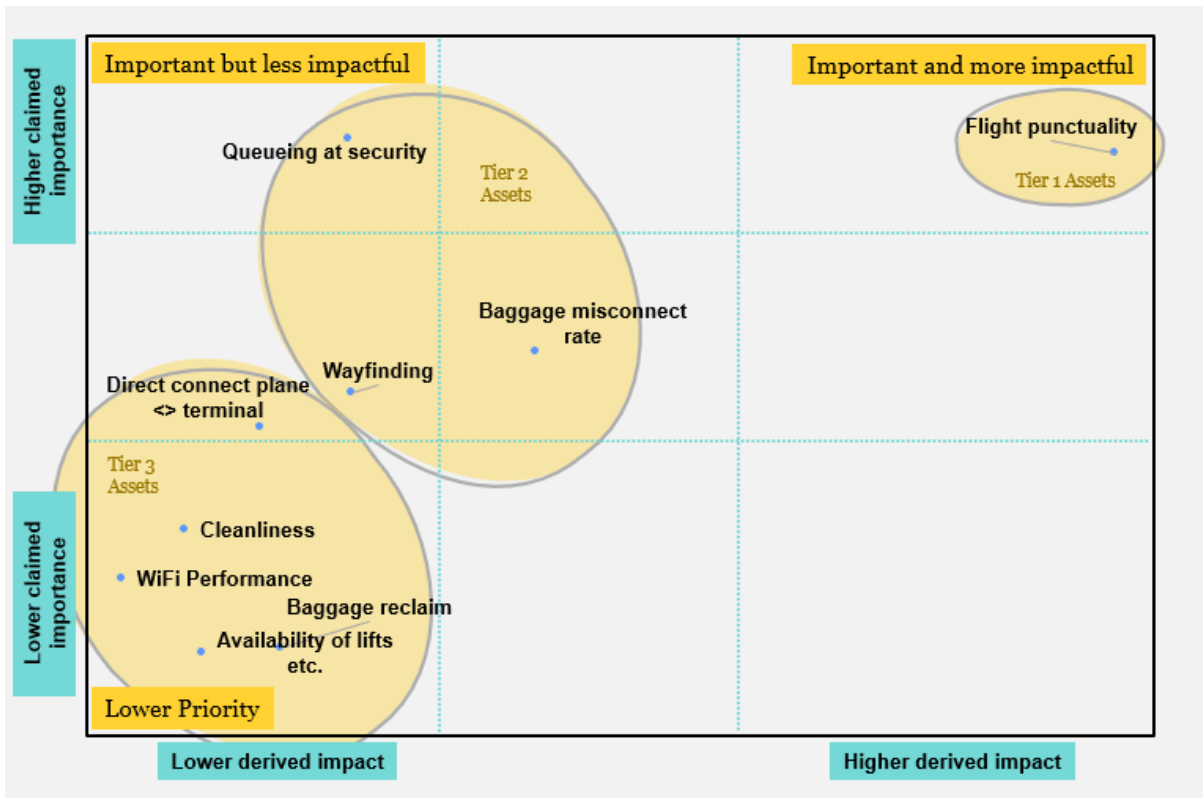 Higher claimed
importance
Important but less impactful
Important and more impactful
Queueing at security
Flight punctuality
Tier 2
Assets
Tier 1 Assets
Baggage misconnect
rate
Wayfinding
Direct connect plane
<> terminal
Tier 3
Assets
Lower claimed
importance
Cleanliness
WiFi Performance
Baggage reclaim
Availability of lifts
etc.
Lower Priority
Lower derived impact
Higher derived impact